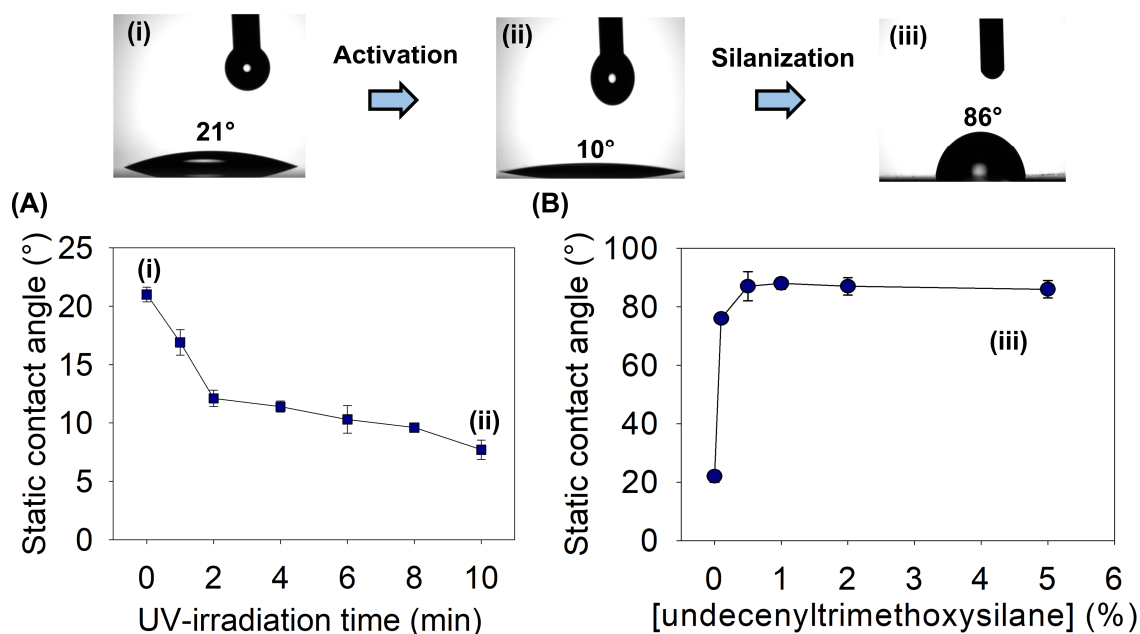 (i)
Activation
(ii)
Silanization
(iii)
21°
10°
86°
(A)
Static contact angle (°)
25
20
15
10
5
0
(i)
(ii)
0 2 4 6 8 10
UV-irradiation time (min)
(B)
Static contact angle (°)
100
80
60
40
20
0
(iii)
0 1 2 3 4 5 6
[undecenyltrimethoxysilane] (%)